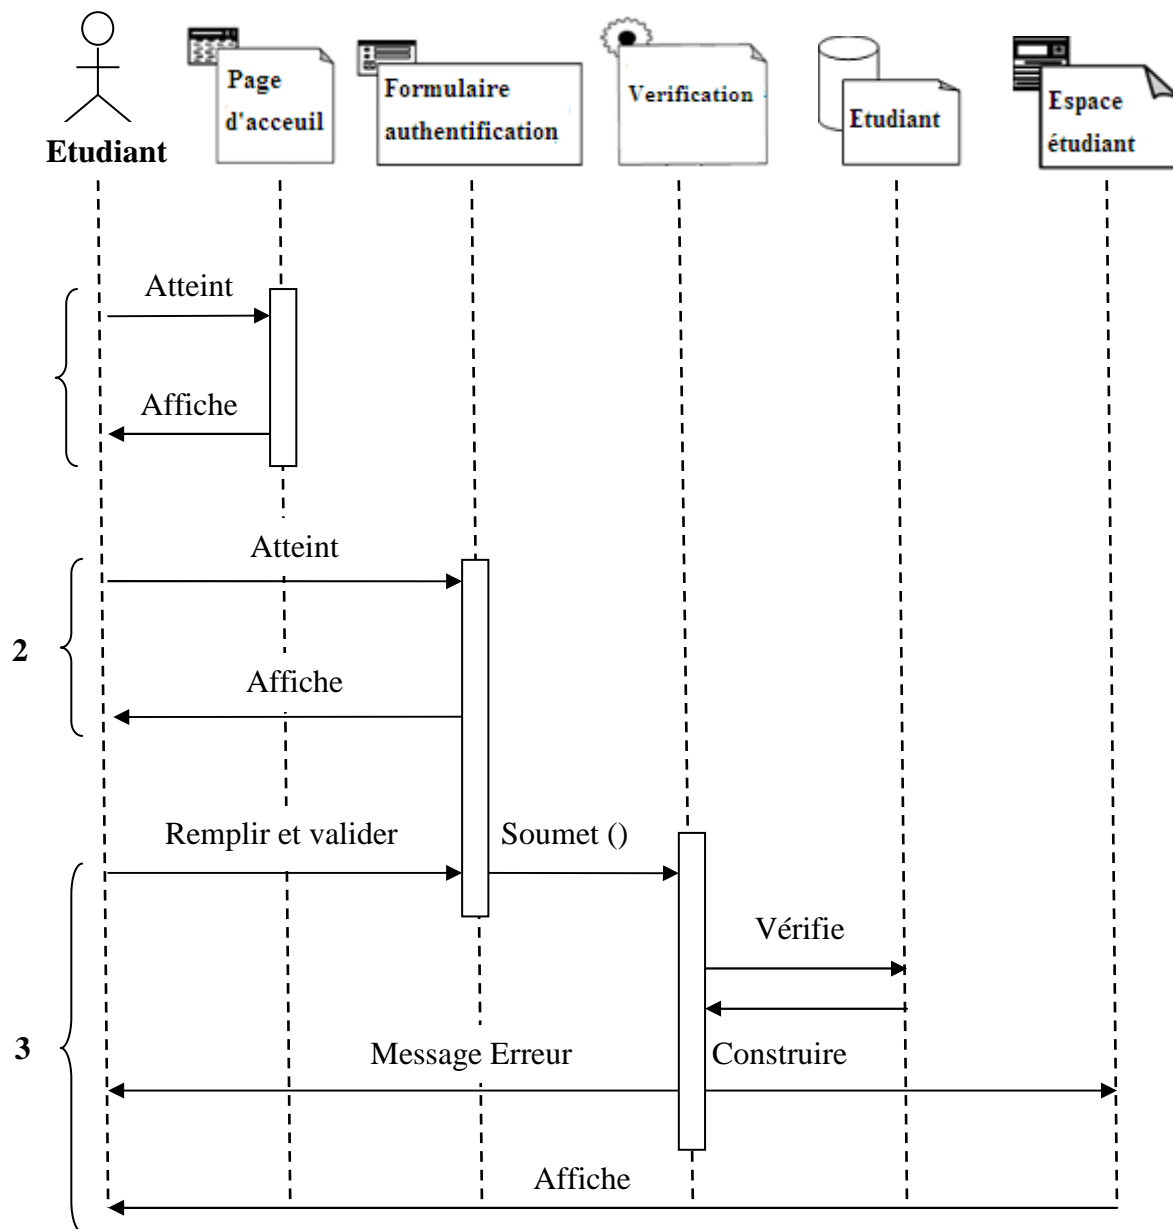 Etudiant
Page
d'acceuil
Formulaire
authentification
Verification
Etudiant
Espace
étudiant
Atteint
Affiche
Atteint
2
Affiche
Remplir et valider
Soumet ()
Vérifie
3
Message Erreur
Construire
Affiche